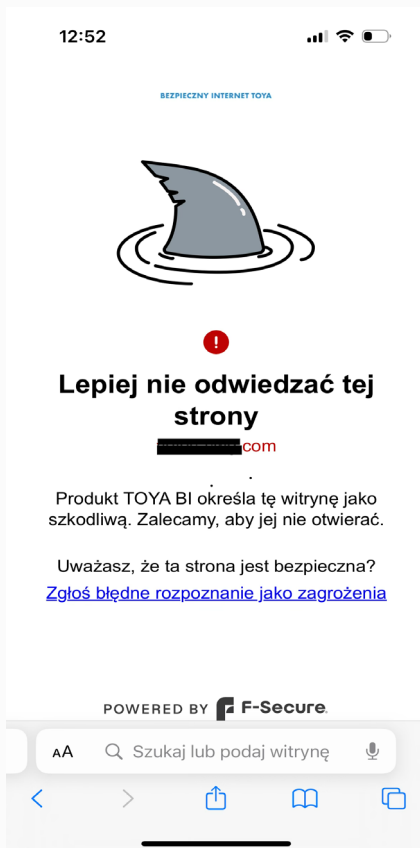 12:52
BEZPIECZNY INTERNET TOYA
!
Lepiej nie odwiedzać tej
strony
com
Produkt TOYA BI określa tę witrynę jako
szkodliwą. Zalecamy, aby jej nie otwierać.
Uważasz, że ta strona jest bezpieczna?
Zgłoś błędne rozpoznanie jako zagrożenia
POWERED BY F-Secure.
AA Szukaj lub podaj witrynę